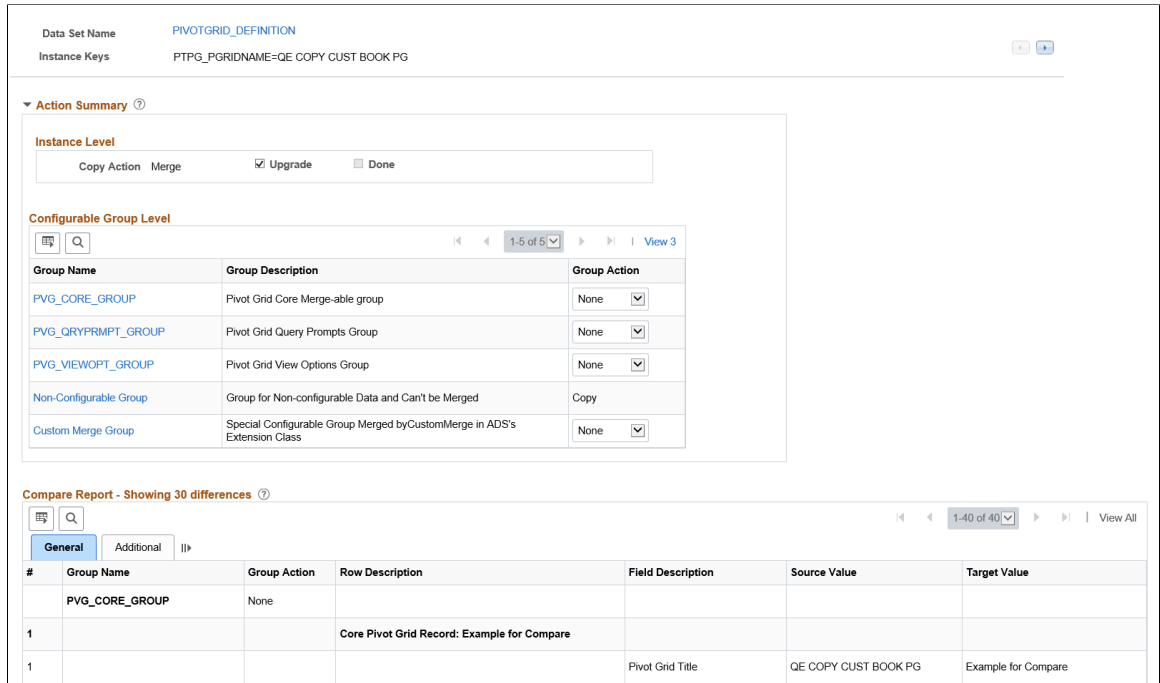 Data Set Name PIVOTGRID_DEFINITION
Instance Keys PTPG_PGRIDNAME=QE COPY CUST BOOK PG
Action Summary ?
Instance Level
Copy Action Merge Upgrade Done
Configurable Group Level
1-5 of 5 | View 3
Group Name Group Description Group Action
PVG_CORE_GROUP Pivot Grid Core Merge-able group None
PVG_QRYPRMPT_GROUP Pivot Grid Query Prompts Group None
PVG_VIEWOPT_GROUP Pivot Grid View Options Group None
Non-Configurable Group Group for Non-configurable Data and Can't be Merged Copy
Custom Merge Group Special Configurable Group Merged byCustomMerge in ADS's
Extension Class None
Compare Report - Showing 30 differences ?
1-40 of 40 | View All
General Additional
# Group Name Group Action Row Description Field Description Source Value Target Value
PVG_CORE_GROUP None
1 Core Pivot Grid Record: Example for Compare
1 Pivot Grid Title QE COPY CUST BOOK PG Example for Compare